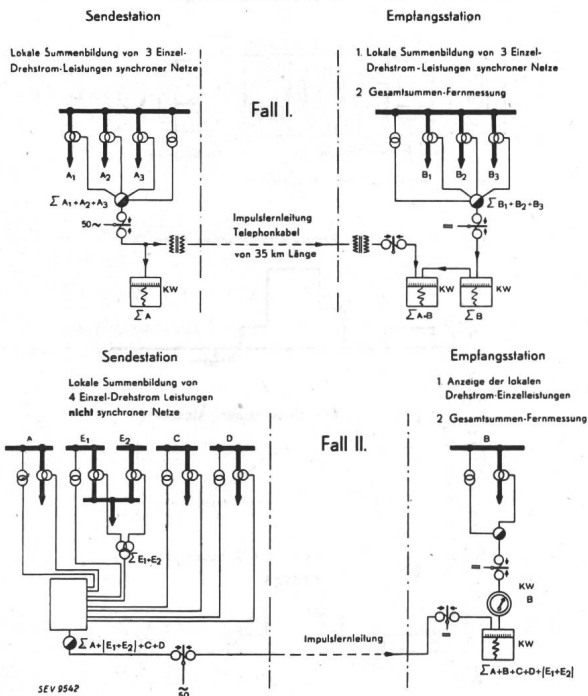 Sendestation
Lokale Summenbildung von 3 Einzel-
Drehstrom-Leistungen synchroner Netze
Fall I.
Empfangsstation
1. Lokale Summenbildung von 3 Einzel-
Drehstrom-Leistungen synchroner Netze
2 Gesamtsummen-Fernmessung
A1 A2 A3
∑ A1+A2+A3
50~
KW
∑A
Impulsfernleitung
Telephonkabel
von 35 km Länge
B1 B2 B3
∑ B1+B2+B3
=
KW
KW
∑A+B
∑B
Sendestation
Lokale Summenbildung von
4 Einzel-Drehstrom Leistungen
nicht synchroner Netze
Fall II.
Empfangsstation
1. Anzeige der lokalen
Drehstrom-Einzelleistungen
2 Gesamtsummen-Fernmessung
A E1 E2 C D
∑E1+E2
∑ A+|E1+E2|+C+D
≈
50
Impulsfernleitung
B
=
KW
B
=
KW
∑A+B+C+D+|E1+E2|
SEV 9542